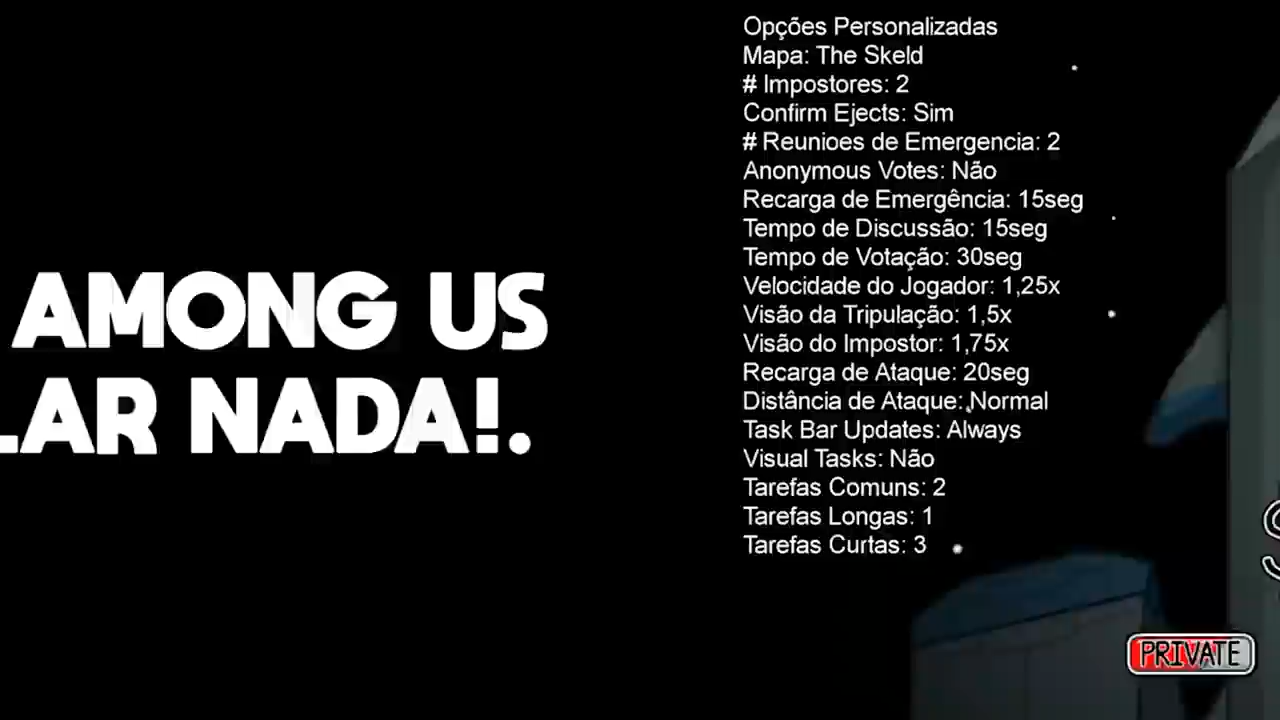 AMONG US
LAR NADA!.
Opções Personalizadas
Mapa: The Skeld
# Impostores: 2
Confirm Ejects: Sim
# Reunioes de Emergencia: 2
Anonymous Votes: Não
Recarga de Emergência: 15seg
Tempo de Discussão: 15seg
Tempo de Votação: 30seg
Velocidade do Jogador: 1,25x
Visão da Tripulação: 1,5x
Visão do Impostor: 1,75x
Recarga de Ataque: 20seg
Distância de Ataque: Normal
Task Bar Updates: Always
Visual Tasks: Não
Tarefas Comuns: 2
Tarefas Longas: 1
Tarefas Curtas: 3
PRIVATE